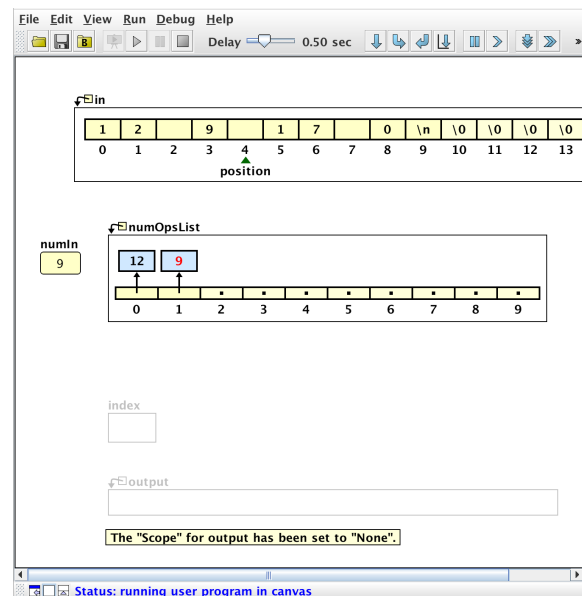 File Edit View Run Debug Help
B Delay 0.50 sec »
in
1 2 9 1 7 0 \n \0 \0 \0 \0
0 1 2 3 4 5 6 7 8 9 10 11 12 13
position
numOpsList
numIn
9
12 9
0 1 2 3 4 5 6 7 8 9
index
output
The "Scope" for output has been set to "None".
Status: running user program in canvas